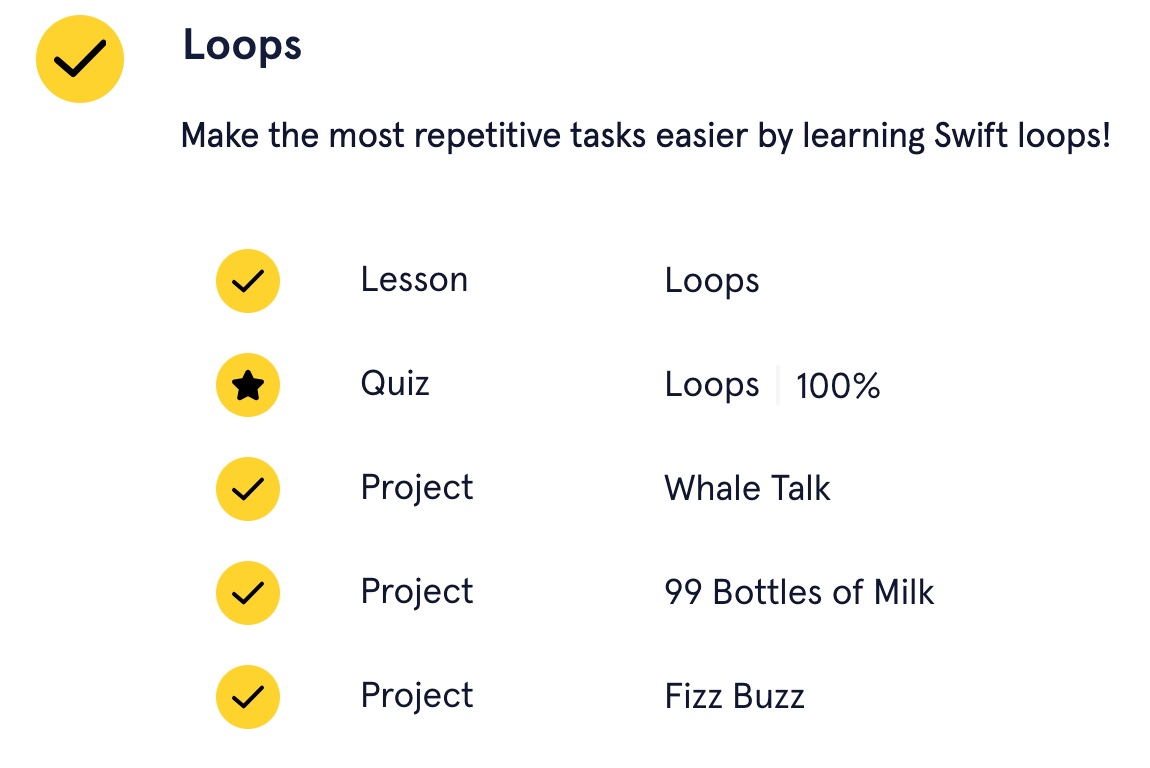 Loops
Make the most repetitive tasks easier by learning Swift loops!
Lesson Loops
Quiz Loops 100%
Project Whale Talk
Project 99 Bottles of Milk
Project Fizz Buzz